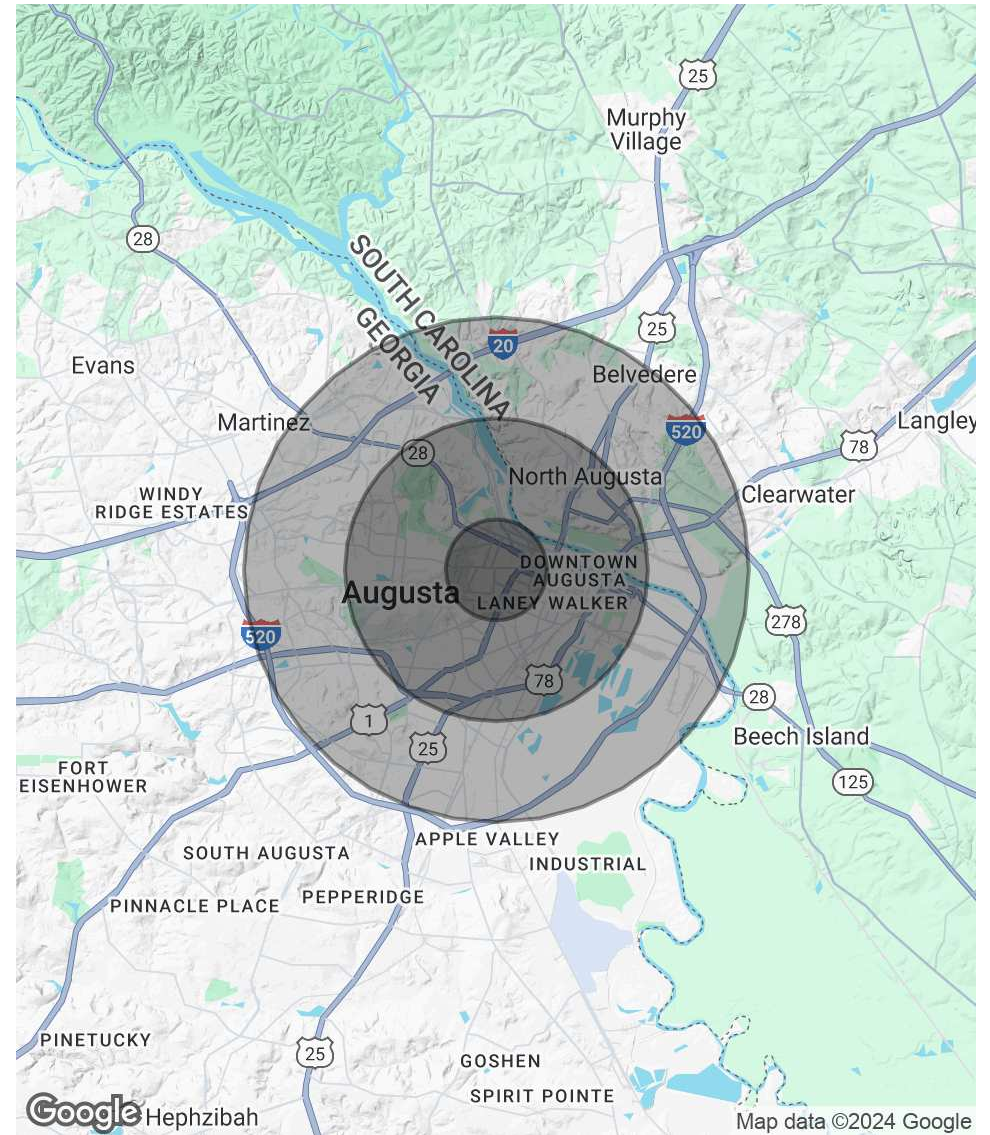 25
Murphy
Village
28
SOUTH CAROLINA
GEORGIA
20
25
Evans
Belvedere
Martinez
520
Langley
28
78
North Augusta
WINDY
RIDGE ESTATES
Clearwater
DOWNTOWN
AUGUSTA
Augusta
LANEY WALKER
520
278
78
28
1
25
Beech Island
FORT
EISENHOWER
125
APPLE VALLEY
SOUTH AUGUSTA
INDUSTRIAL
PINNACLE PLACE
PEPPERIDGE
PINETUCKY
25
GOSHEN
SPIRIT POINTE
Google
Hephzibah
Map data ©2024 Google